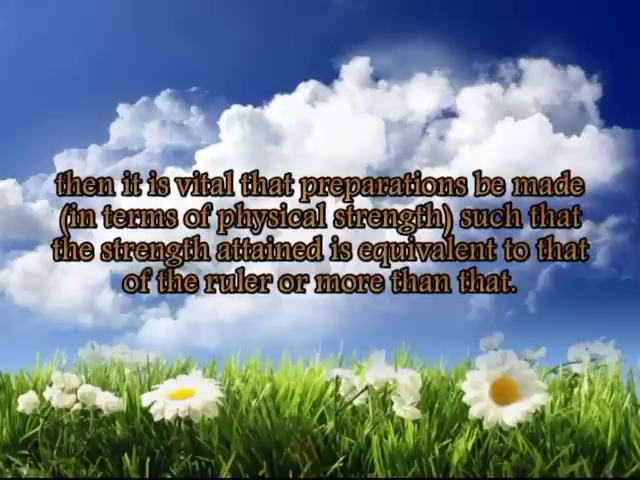 then it is vital that preparations be made
(in terms of physical strength) such that
the strength attained is equivalent to that
of the ruler or more than that.